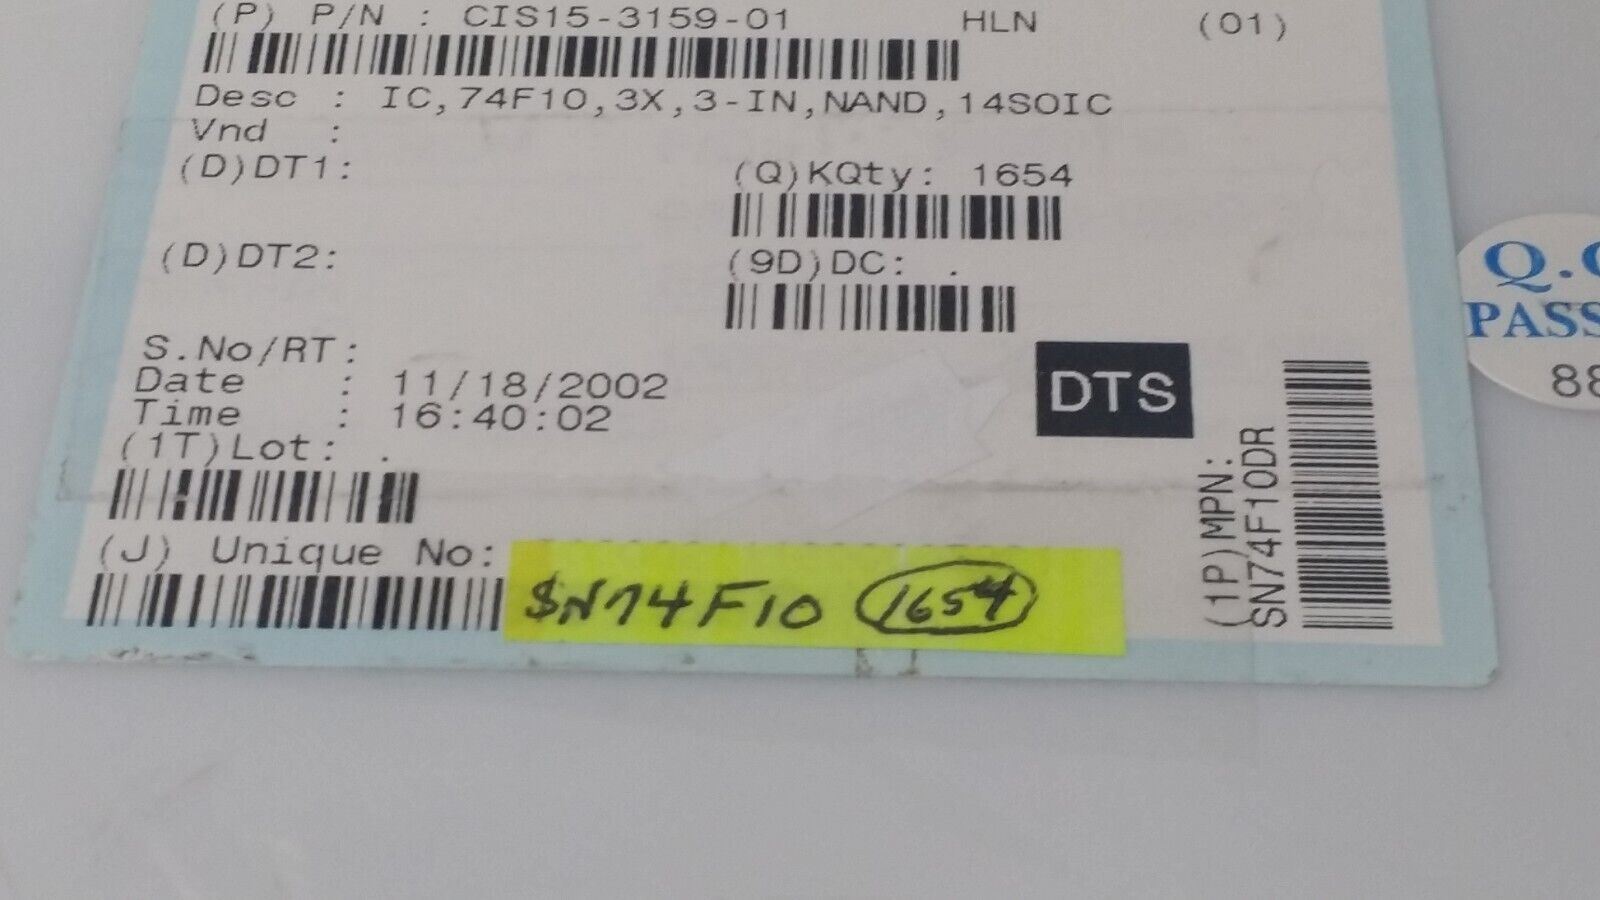 (P) P/N : CIS15-3159-01 HLN (01)
Desc : IC,74F10,3X,3-IN,NAND,14SOIC
Vnd :
(D)DT1:
(Q)KQty: 1654
(D)DT2:
(9D)DC: .
S.No/RT:
Date : 11/18/2002
Time : 16:40:02
(1T)Lot: .
DTS
(J) Unique No:
SN74F10 1654
(1P)MPN:
SN74F10DR
PASS